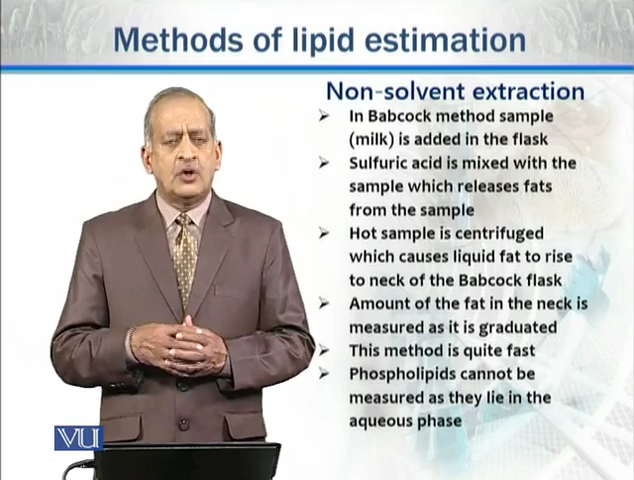 Methods of lipid estimation
Non-solvent extraction
➢ In Babcock method sample
(milk) is added in the flask
➢ Sulfuric acid is mixed with the
sample which releases fats
from the sample
➢ Hot sample is centrifuged
which causes liquid fat to rise
to neck of the Babcock flask
➢ Amount of the fat in the neck is
measured as it is graduated
➢ This method is quite fast
➢ Phospholipids cannot be
measured as they lie in the
aqueous phase
VU